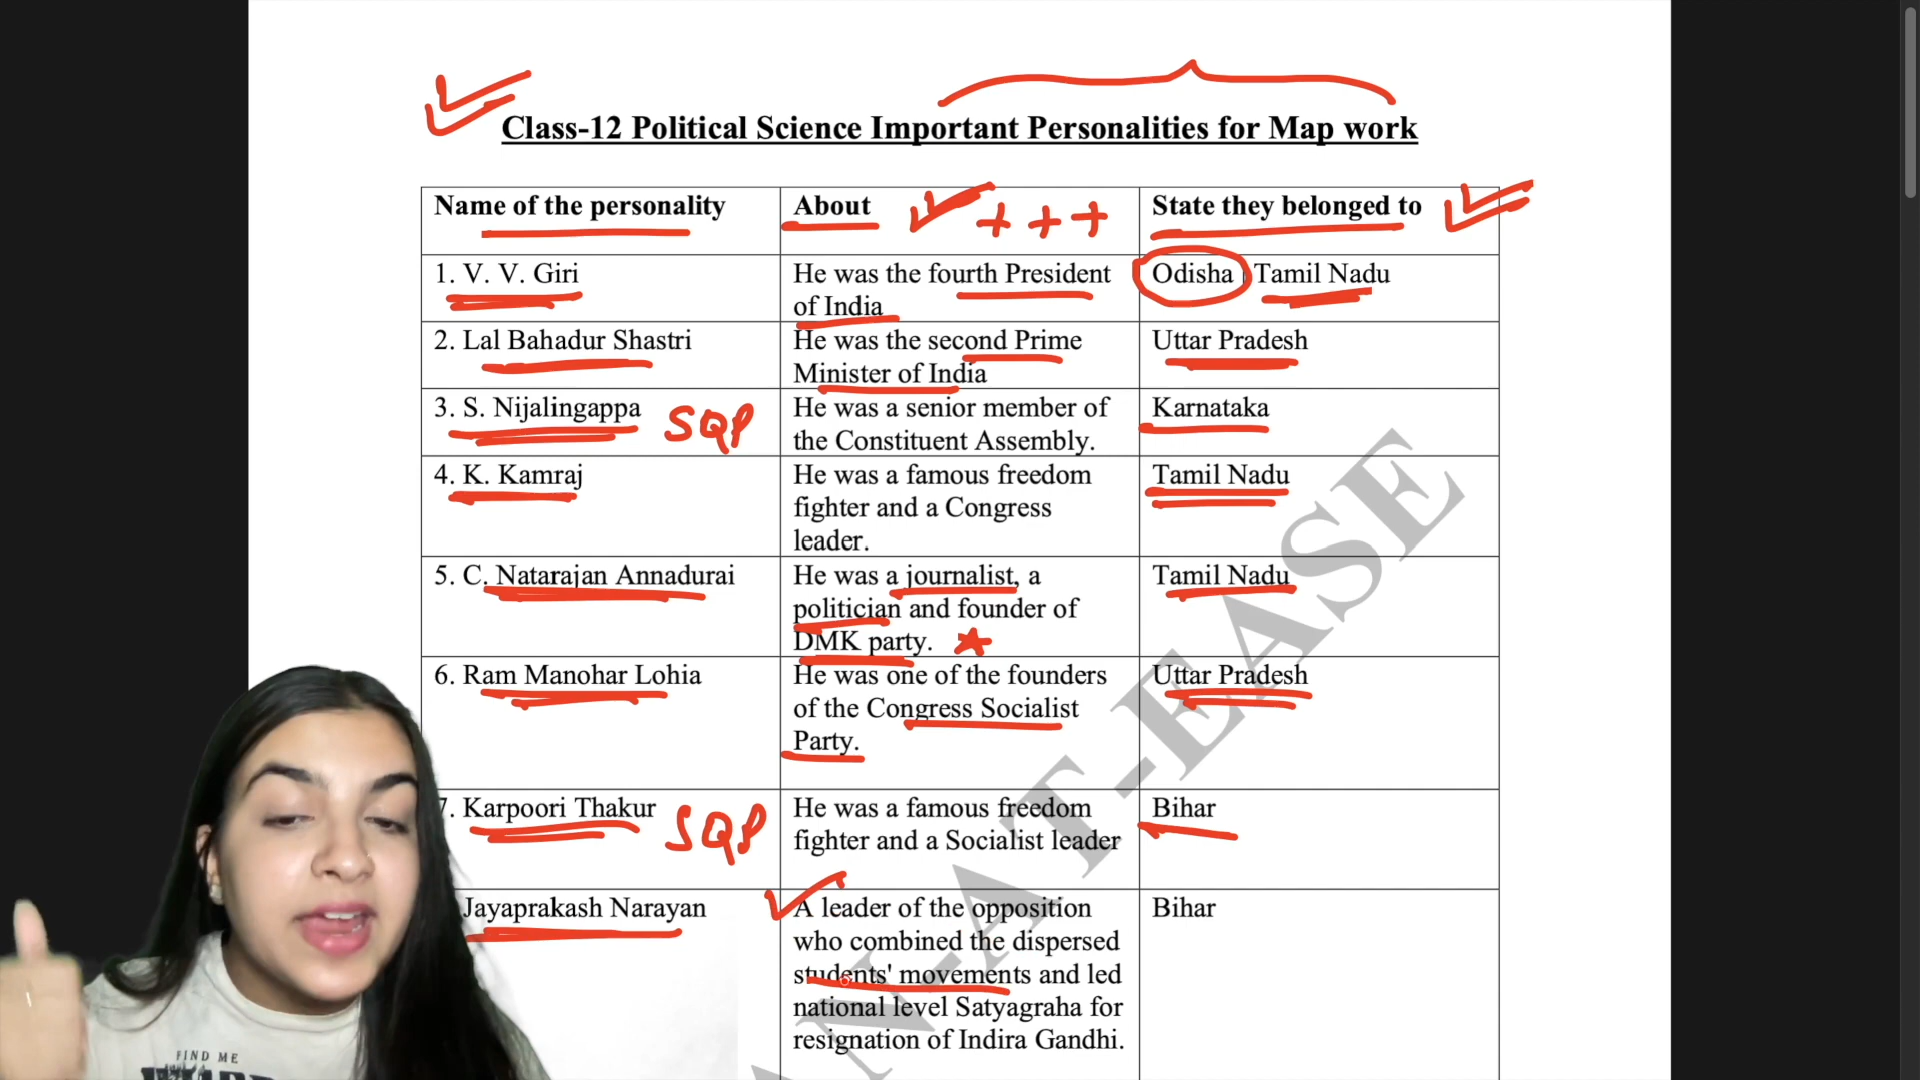 Class-12 Political Science Important Personalities for Map work
Name of the personality
About
+ + +
State they belonged to
1. V. V. Giri
He was the fourth President
of India
Odisha
Tamil Nadu
2. Lal Bahadur Shastri
He was the second Prime
Minister of India
Uttar Pradesh
3. S. Nijalingappa
SQP
He was a senior member of
the Constituent Assembly.
Karnataka
4. K. Kamraj
He was a famous freedom
fighter and a Congress
leader.
Tamil Nadu
5. C. Natarajan Annadurai
He was a journalist, a
politician and founder of
DMK party.
Tamil Nadu
6. Ram Manohar Lohia
He was one of the founders
of the Congress Socialist
Party.
Uttar Pradesh
7. Karpoori Thakur
SQP
He was a famous freedom
fighter and a Socialist leader
Bihar
Jayaprakash Narayan
A leader of the opposition
who combined the dispersed
students' movements and led
national level Satyagraha for
resignation of Indira Gandhi.
Bihar
N-AT-EASE
FIND ME